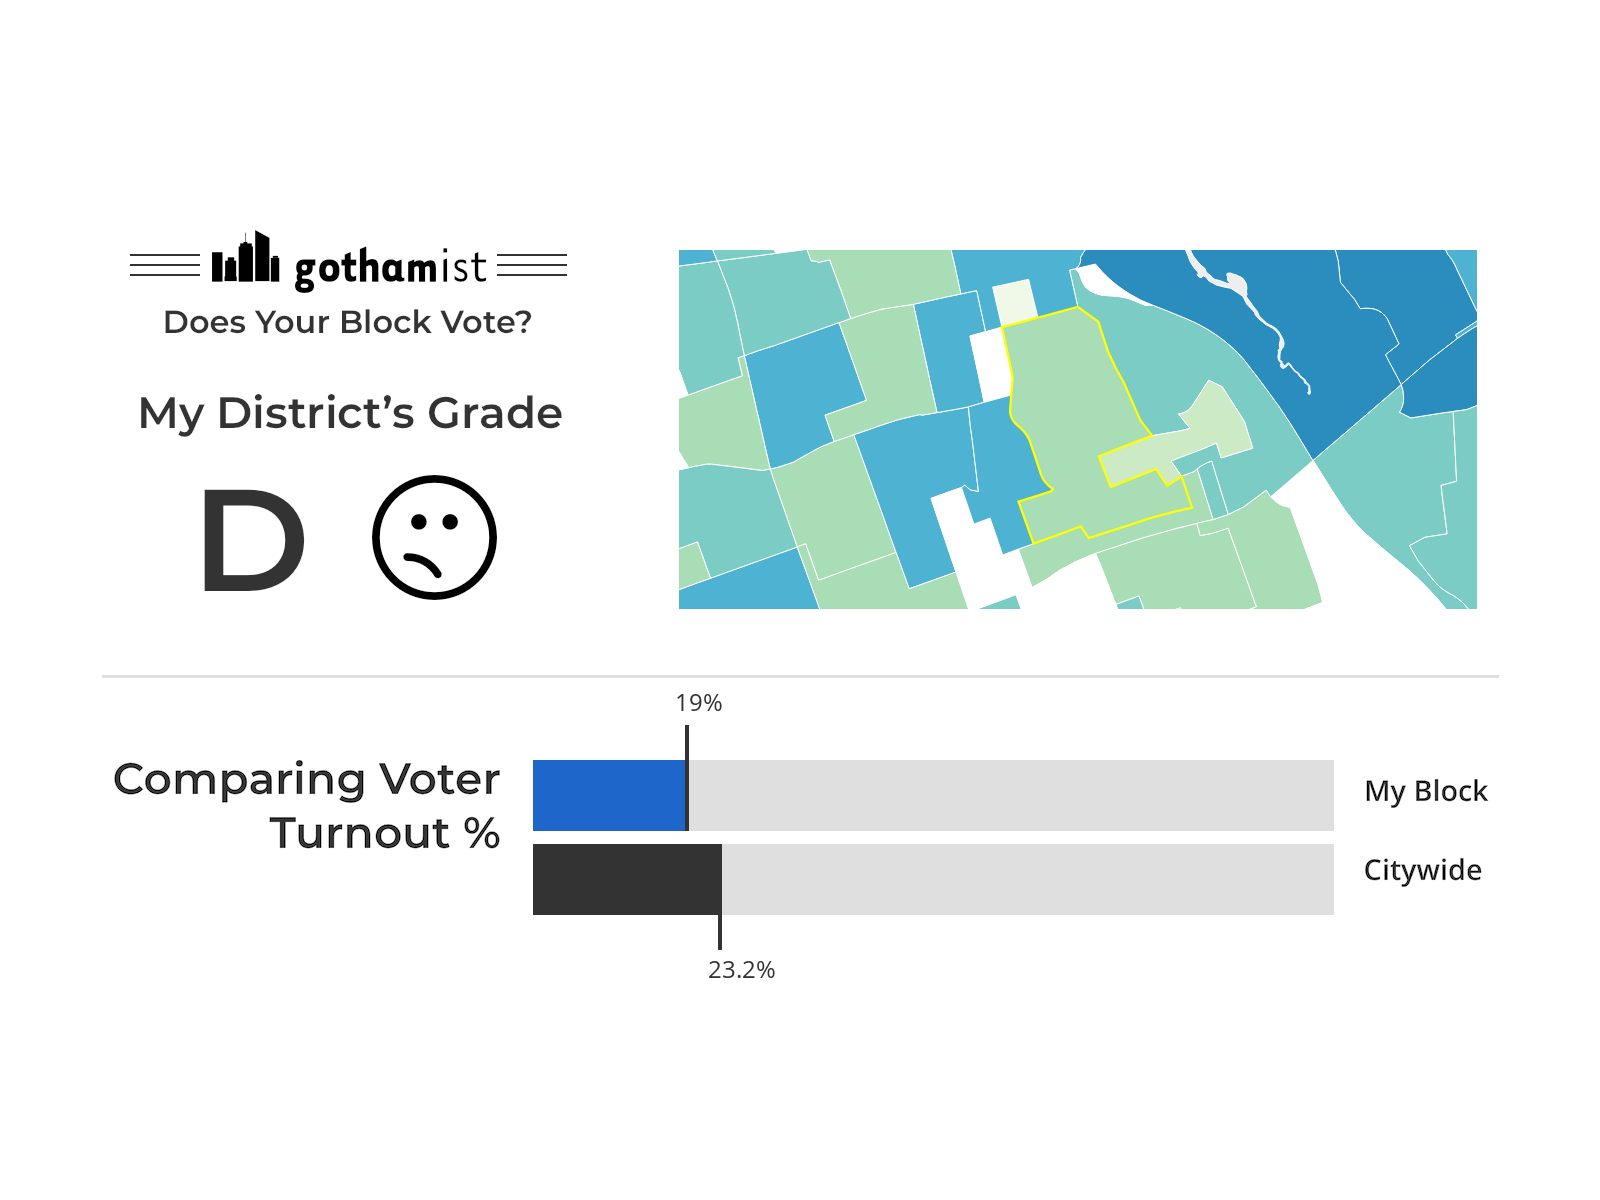 gothamist
Does Your Block Vote?
My District’s Grade
D
19%
Comparing Voter
Turnout %
My Block
Citywide
23.2%